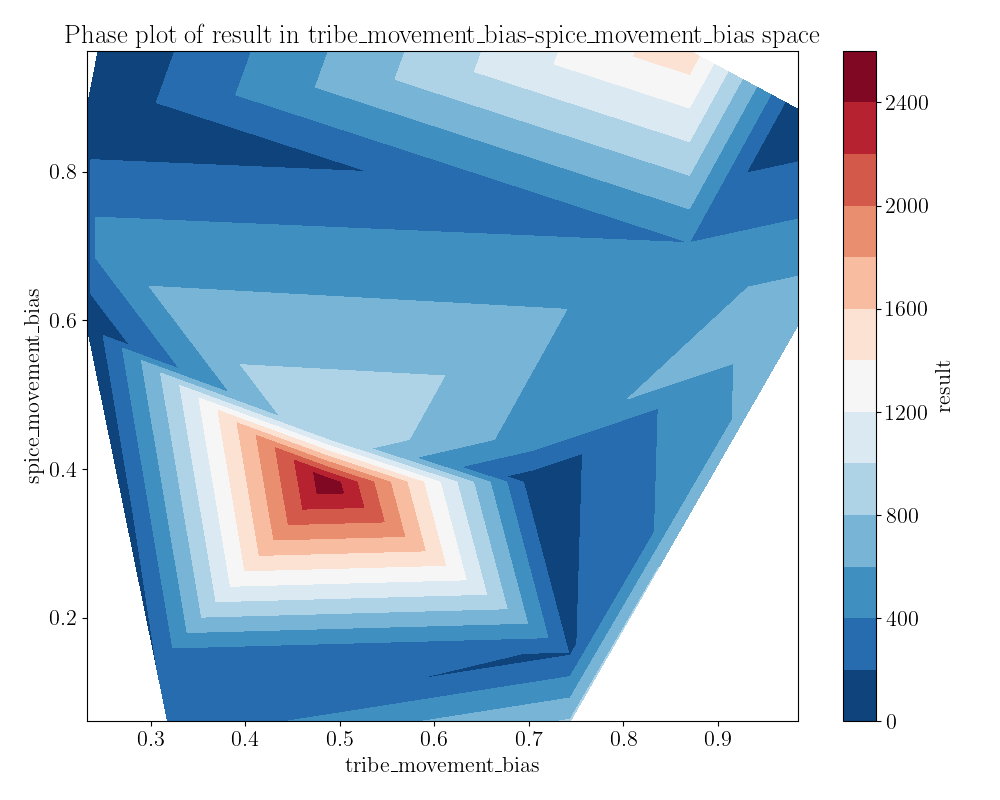 Phase plot of result in tribe_movement_bias-spice_movement_bias space
0.8
0.6
0.4
0.2
spice_movement_bias
0.3 0.4 0.5 0.6 0.7 0.8 0.9
tribe_movement_bias
2400
2000
1600
1200
800
400
0
result